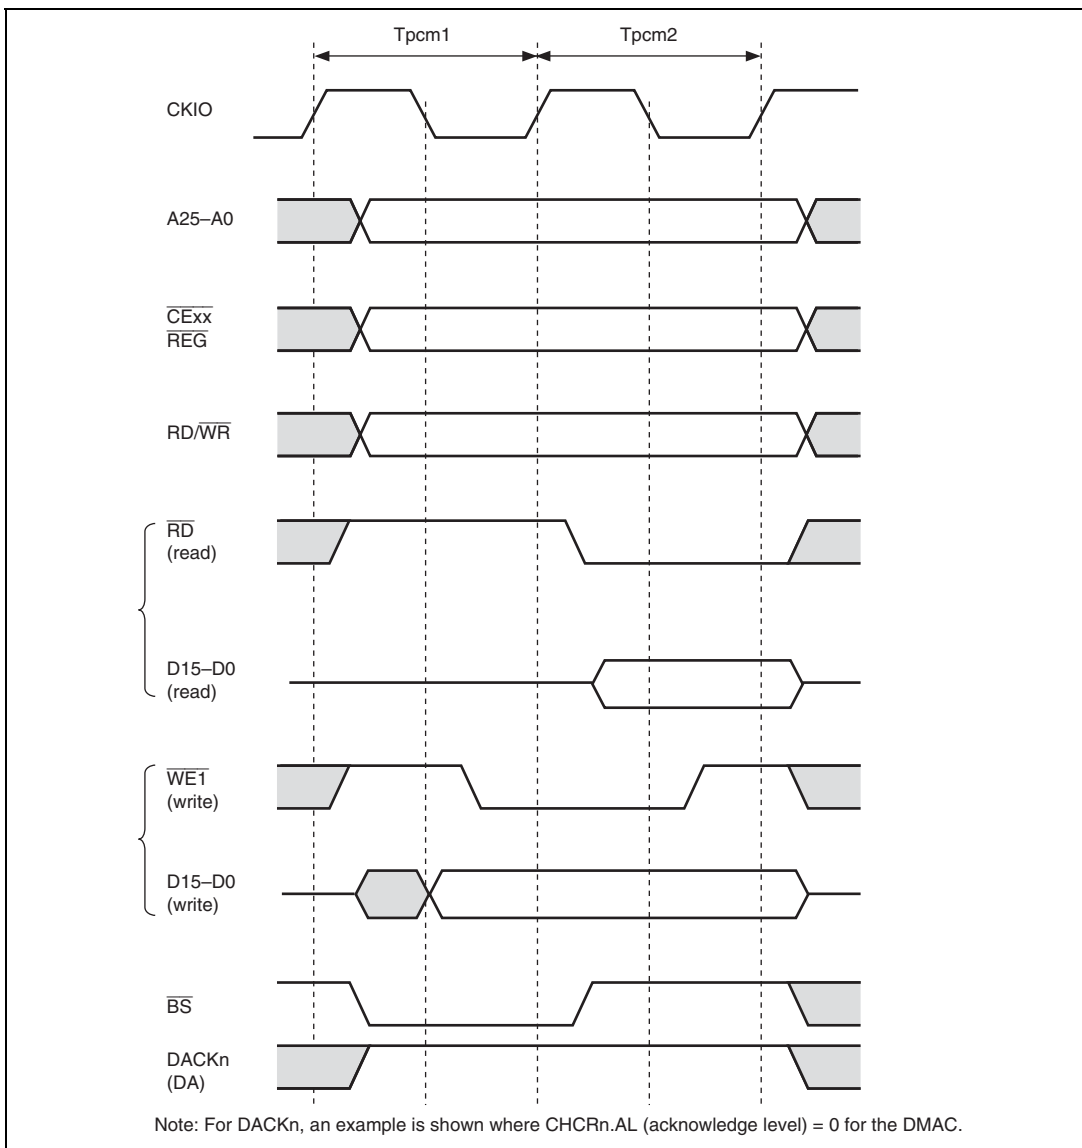 Tpcm1 Tpcm2
CKIO
A25–A0
CExx
REG
RD/WR
RD
(read)
D15–D0
(read)
WE1
(write)
D15–D0
(write)
BS
DACKn
(DA)
Note: For DACKn, an example is shown where CHCRn.AL (acknowledge level) = 0 for the DMAC.